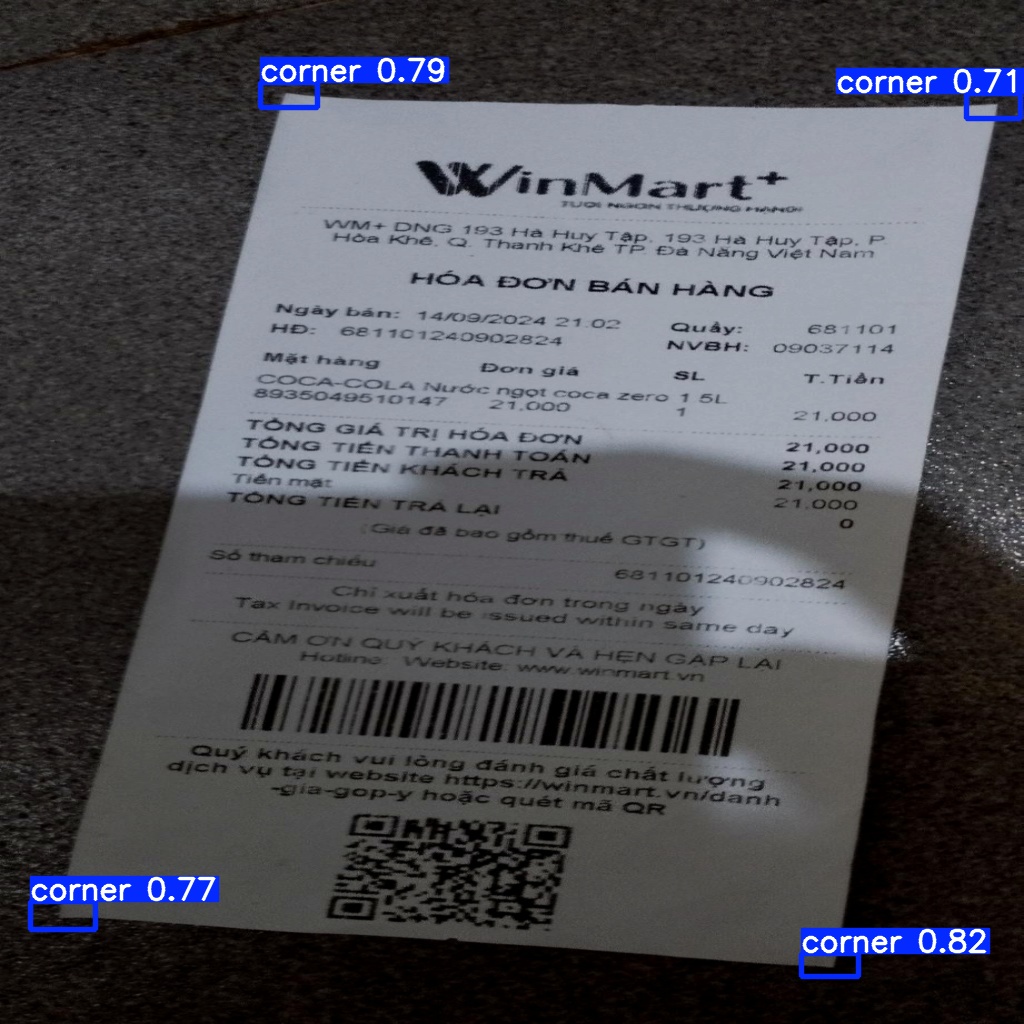 corner 0.79
corner 0.71
WinMart+
TƯƠI NGON THƯỢNG HẠNG
WM+ DNG 193 Hà Huy Tập, 193 Hà Huy Tập, P.
Hòa Khê, Q. Thanh Khê TP. Đà Nẵng Việt Nam
HÓA ĐƠN BÁN HÀNG
Ngày bán: 14/09/2024 21:02 Quầy: 681101
HĐ: 681101240902824 NVBH: 09037114
Mặt hàng Đơn giá SL T.Tiền
COCA-COLA Nước ngọt coca zero 1.5L
8935049510147 21,000 1 21,000
TỔNG GIÁ TRỊ HÓA ĐƠN 21,000
TỔNG TIỀN THANH TOÁN 21,000
TỔNG TIỀN KHÁCH TRẢ 21,000
Tiền mặt 21,000
TỔNG TIỀN TRẢ LẠI 0
(Giá đã bao gồm thuế GTGT)
Số tham chiếu 681101240902824
Chỉ xuất hóa đơn trong ngày
Tax Invoice will be issued within same day
CẢM ƠN QUÝ KHÁCH VÀ HẸN GẶP LẠI
Hotline: Website: www.winmart.vn
Quý khách vui lòng đánh giá chất lượng
dịch vụ tại website https://winmart.vn/danh
-gia-gop-y hoặc quét mã QR
corner 0.77
corner 0.82